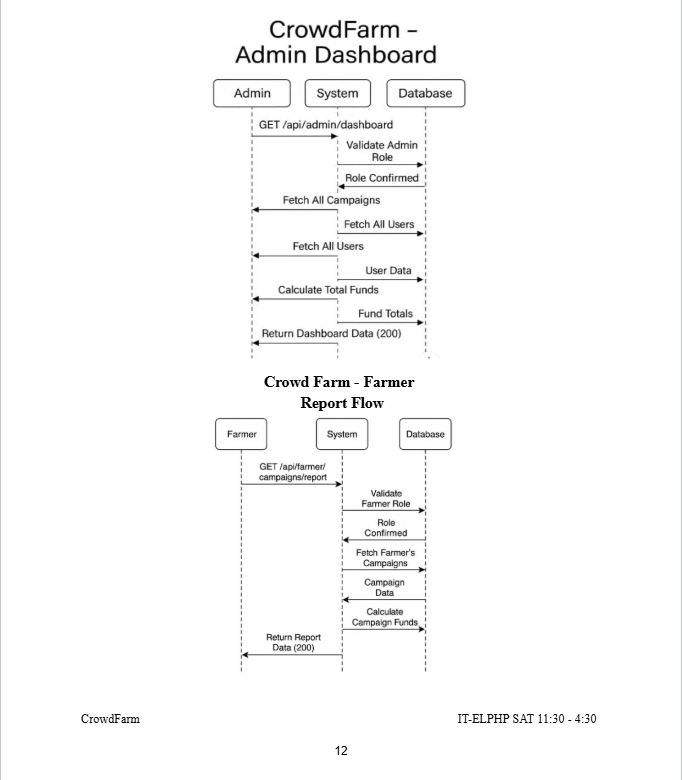 CrowdFarm –
Admin Dashboard
Admin
System
Database
GET /api/admin/dashboard
Validate Admin
Role
Role Confirmed
Fetch All Campaigns
Fetch All Users
Fetch All Users
User Data
Calculate Total Funds
Fund Totals
Return Dashboard Data (200)
Crowd Farm - Farmer
Report Flow
Farmer
System
Database
GET /api/farmer/
campaigns/report
Validate
Farmer Role
Role
Confirmed
Fetch Farmer's
Campaigns
Campaign
Data
Calculate
Campaign Funds
Return Report
Data (200)
CrowdFarm
IT-ELPHP SAT 11:30 - 4:30
12